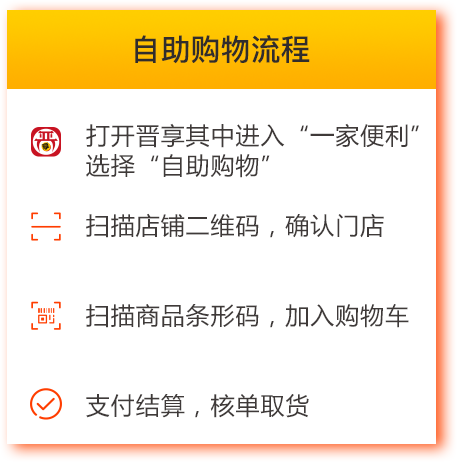 自助购物流程
打开晋享其中进入“一家便利”
选择“自助购物”
扫描店铺二维码，确认门店
扫描商品条形码，加入购物车
支付结算，核单取货